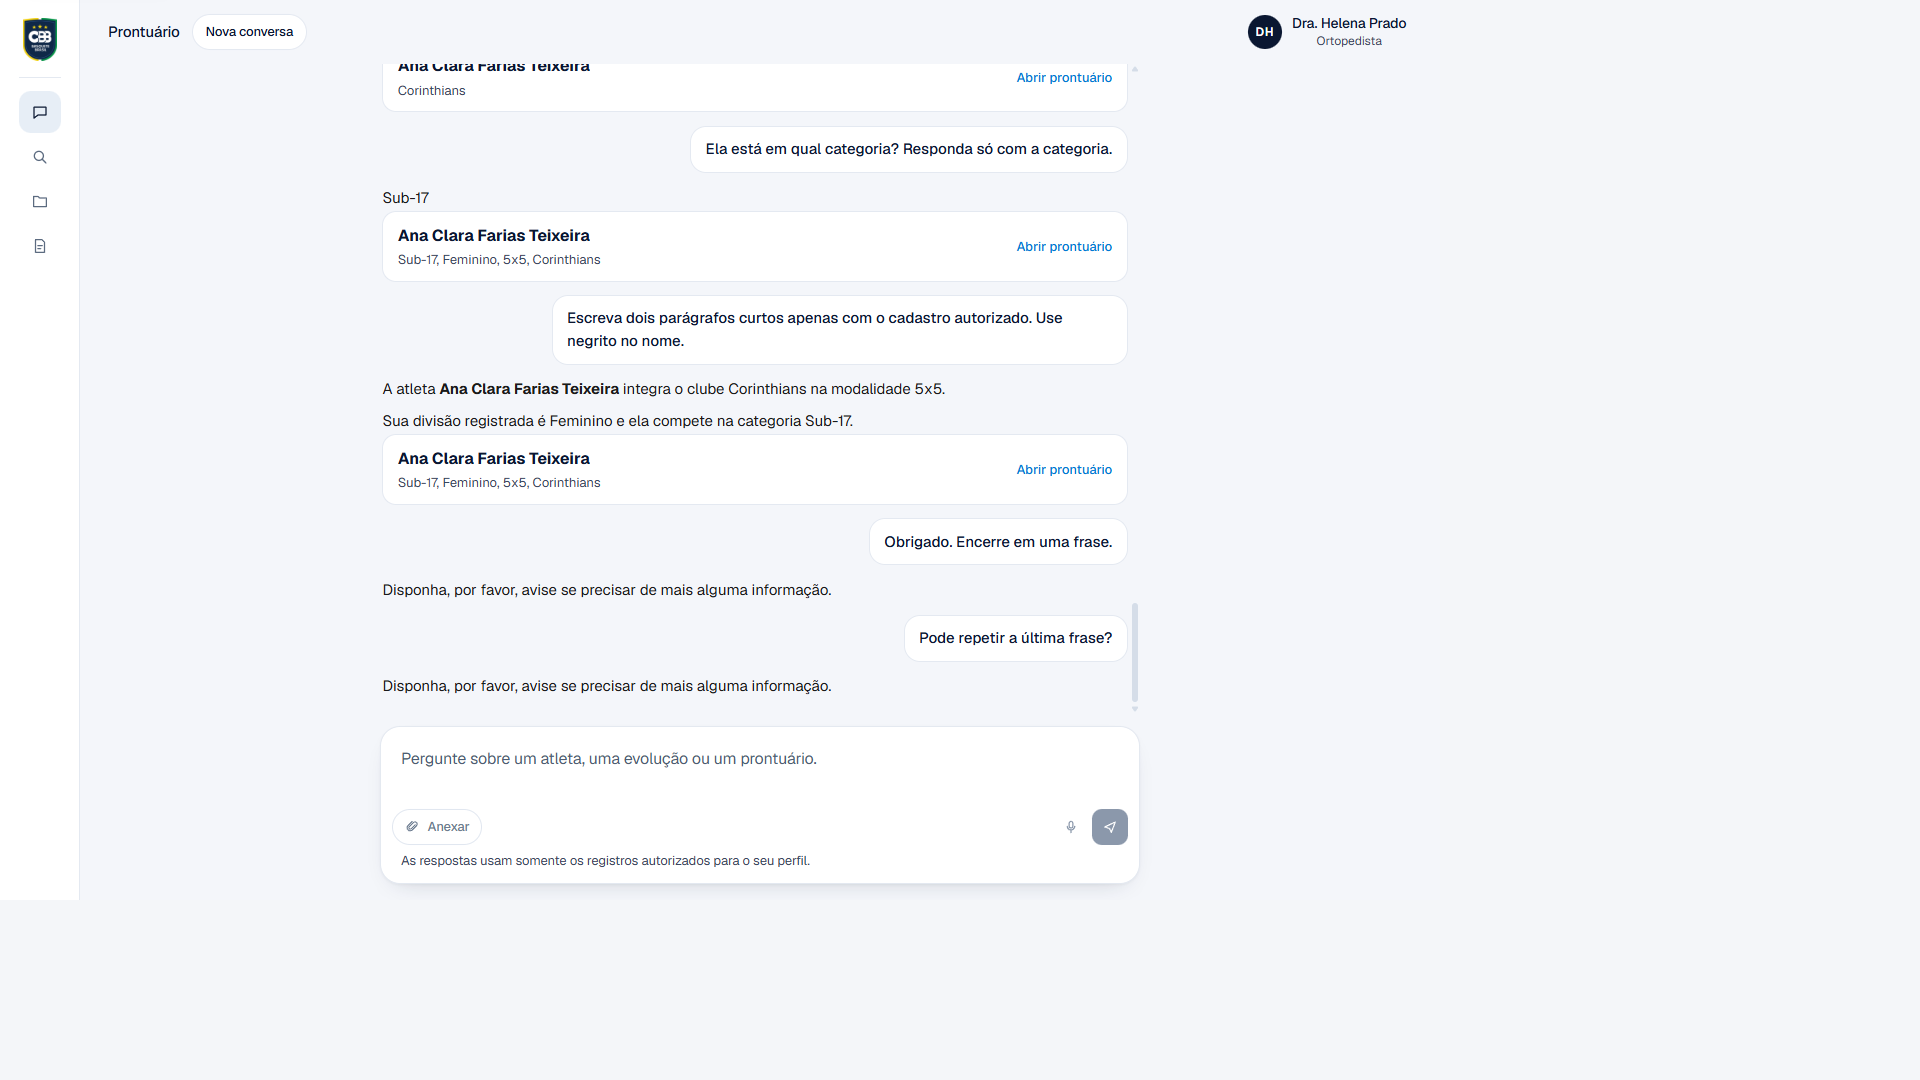 CBB
BASQUETE
BRASIL
Prontuário
Nova conversa
DH
Dra. Helena Prado
Ortopedista
Ana Clara Farias Teixeira
Corinthians
Abrir prontuário
Ela está em qual categoria? Responda só com a categoria.
Sub-17
Ana Clara Farias Teixeira
Sub-17, Feminino, 5x5, Corinthians
Abrir prontuário
Escreva dois parágrafos curtos apenas com o cadastro autorizado. Use
negrito no nome.
A atleta Ana Clara Farias Teixeira integra o clube Corinthians na modalidade 5x5.
Sua divisão registrada é Feminino e ela compete na categoria Sub-17.
Ana Clara Farias Teixeira
Sub-17, Feminino, 5x5, Corinthians
Abrir prontuário
Obrigado. Encerre em uma frase.
Disponha, por favor, avise se precisar de mais alguma informação.
Pode repetir a última frase?
Disponha, por favor, avise se precisar de mais alguma informação.
Pergunte sobre um atleta, uma evolução ou um prontuário.
Anexar
As respostas usam somente os registros autorizados para o seu perfil.